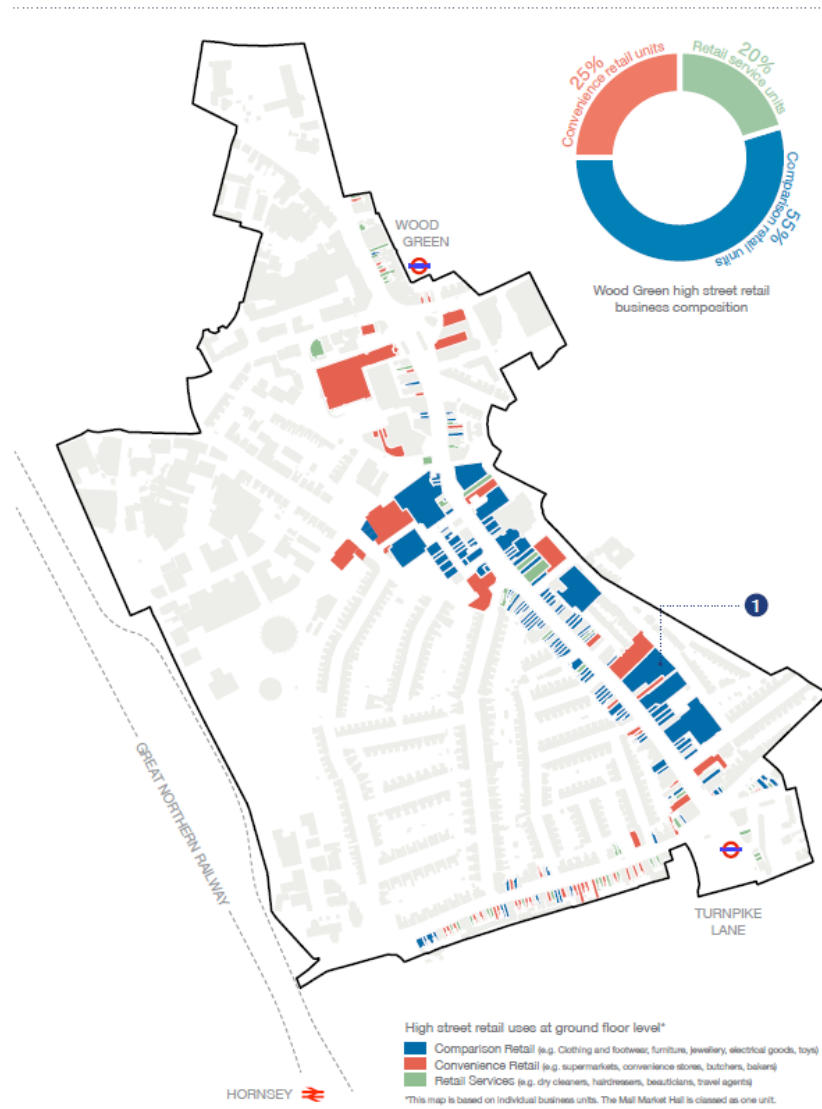 25%
Convenience retail units
20%
Retail service units
55%
Comparison retail units
Wood Green high street retail
business composition
WOOD
GREEN
1
GREAT NORTHERN RAILWAY
TURNPIKE
LANE
HORNSEY
High street retail uses at ground floor level*
Comparison Retail (e.g. Clothing and footwear, furniture, jewellery, electrical goods, toys)
Convenience Retail (e.g. supermarkets, convenience stores, butchers, bakers)
Retail Services (e.g. dry cleaners, hairdressers, beauticians, travel agents)
*This map is based on individual business units. The Mall Market Hall is classed as one unit.